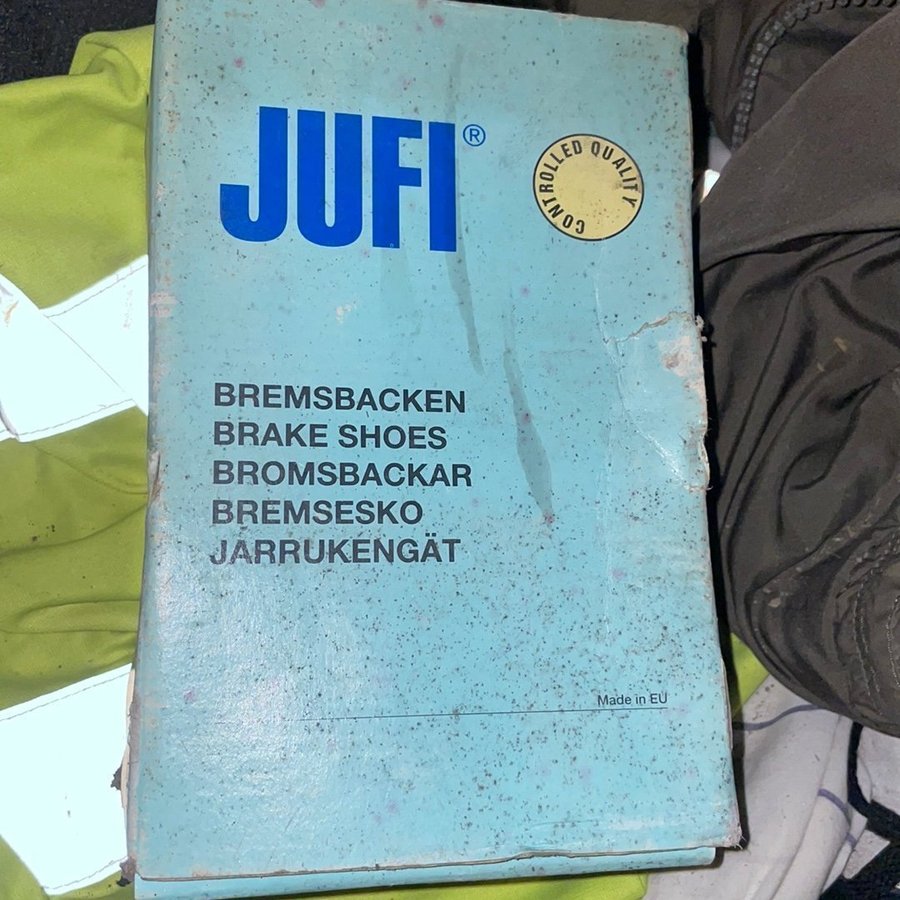 JUFI®
CONTROLLED QUALITY
BREMSBACKEN
BRAKE SHOES
BROMSBACKAR
BREMSESKO
JARRUKENGÄT
Made in EU